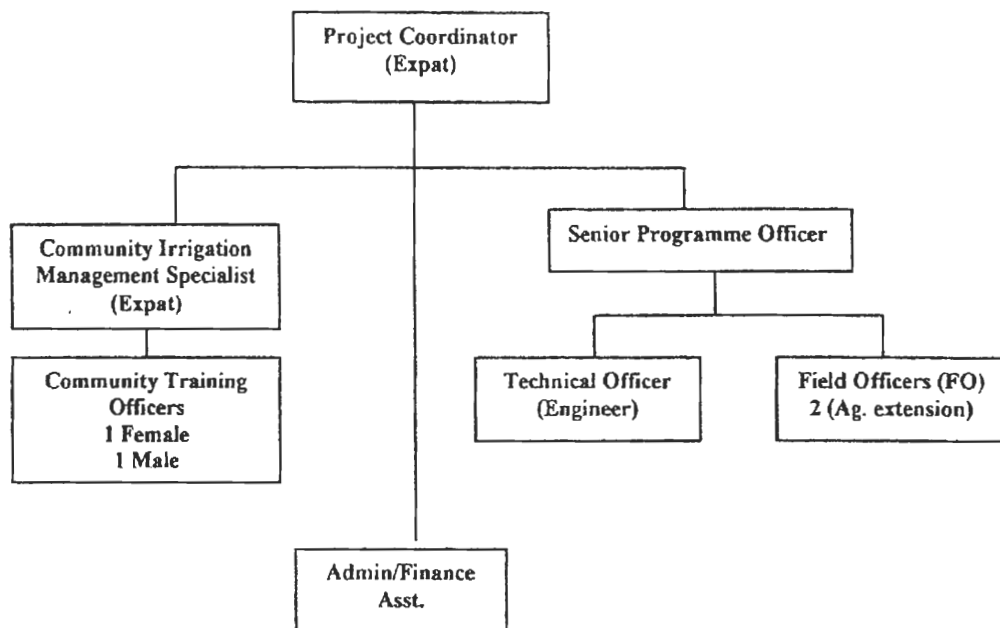 Project Coordinator
(Expat)
Community Irrigation
Management Specialist
(Expat)
Senior Programme Officer
Community Training
Officers
1 Female
1 Male
Technical Officer
(Engineer)
Field Officers (FO)
2 (Ag. extension)
Admin/Finance
Asst.